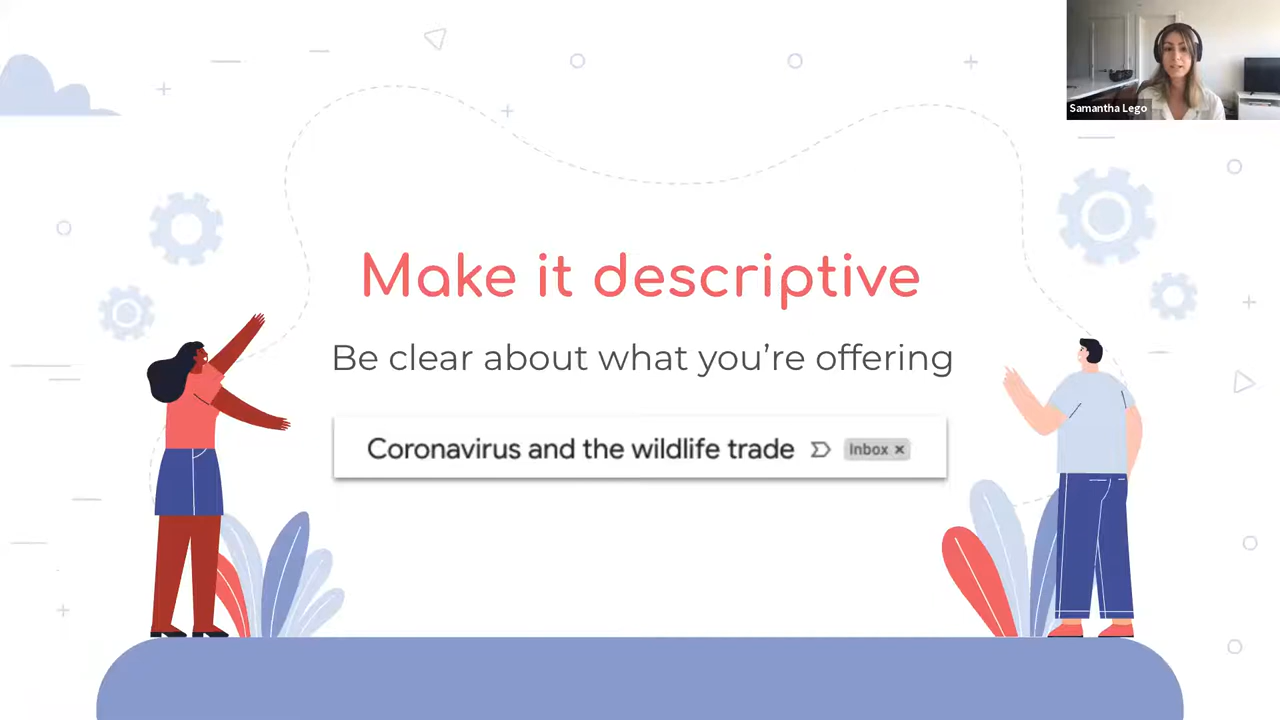 Samantha Lego
Make it descriptive
Be clear about what you're offering
Coronavirus and the wildlife trade Inbox ×